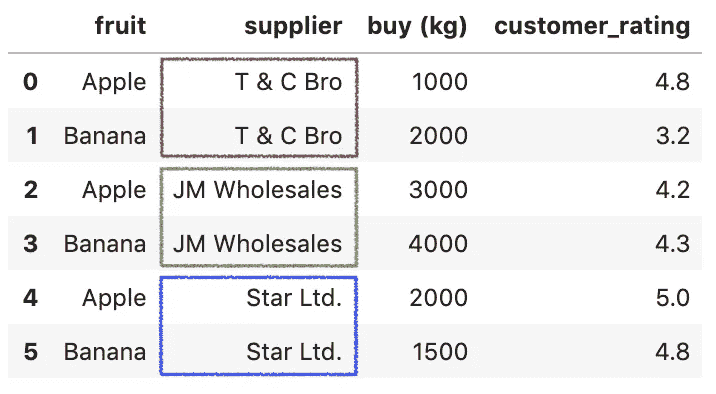 fruit supplier buy (kg) customer_rating
0 Apple T & C Bro 1000 4.8
1 Banana T & C Bro 2000 3.2
2 Apple JM Wholesales 3000 4.2
3 Banana JM Wholesales 4000 4.3
4 Apple Star Ltd. 2000 5.0
5 Banana Star Ltd. 1500 4.8